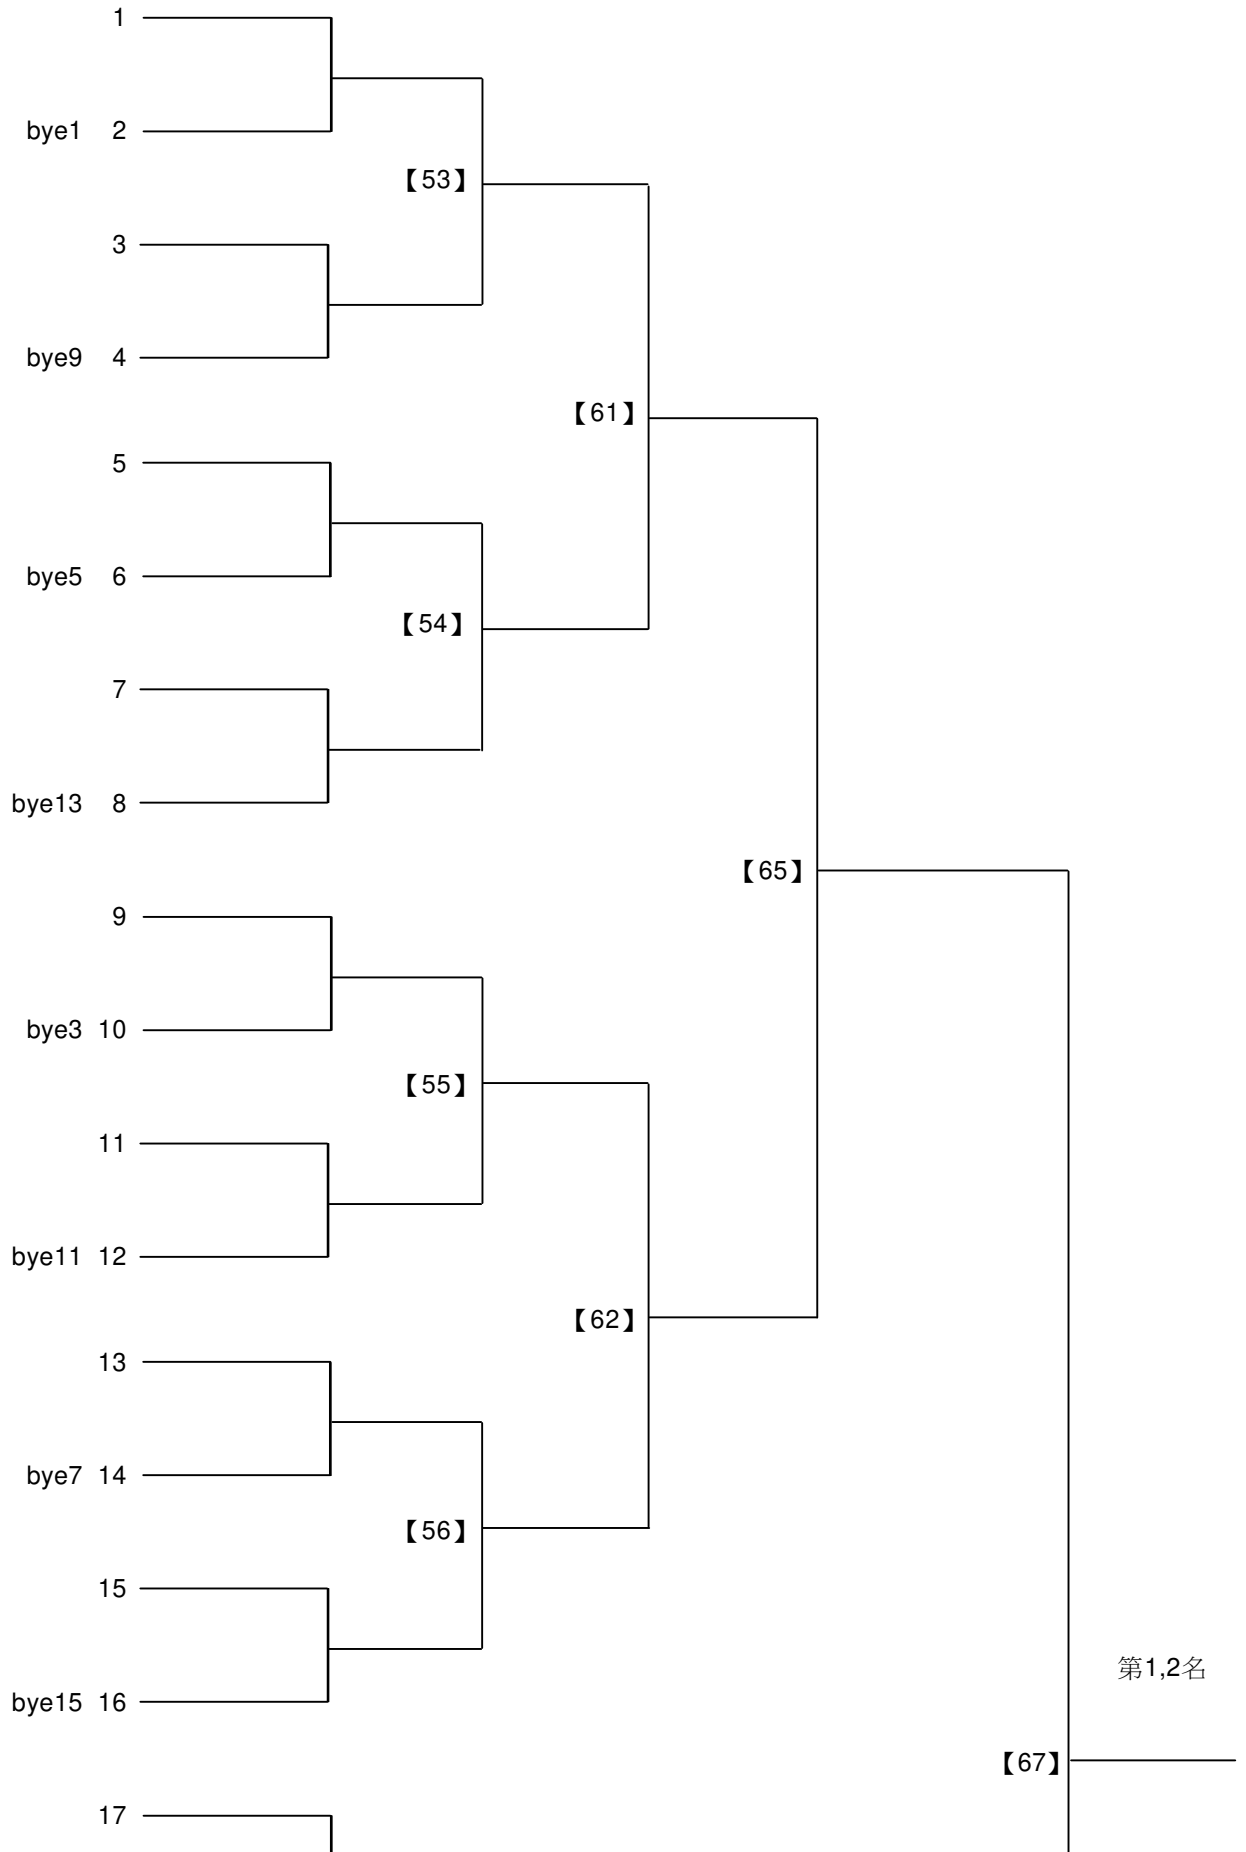 1
bye1 2
【53】
3
bye9 4
【61】
5
bye5 6
【54】
7
bye13 8
【65】
9
bye3 10
【55】
11
bye11 12
【62】
13
bye7 14
【56】
15
第1,2名
bye15 16
【67】
17